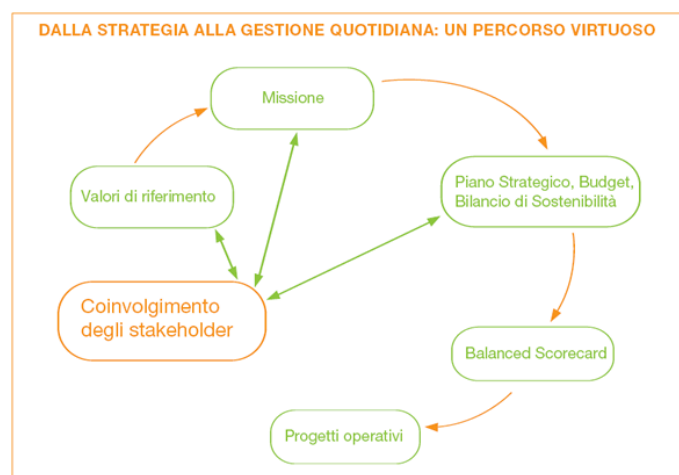 DALLA STRATEGIA ALLA GESTIONE QUOTIDIANA: UN PERCORSO VIRTUOSO
Missione
Valori di riferimento
Piano Strategico, Budget,
Bilancio di Sostenibilità
Coinvolgimento
degli stakeholder
Balanced Scorecard
Progetti operativi